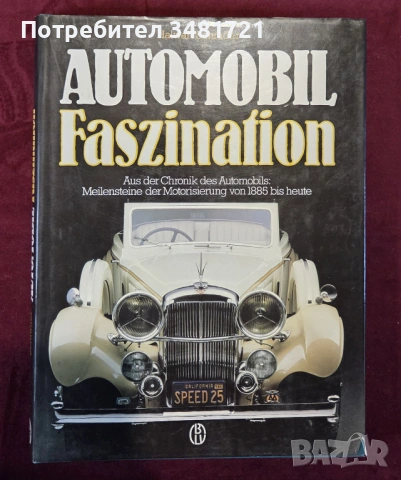 Потребител 3481721
AUTOMOBIL
Faszination
Aus der Chronik des Automobils:
Meilensteine der Motorisierung von 1885 bis heute
CALIFORNIA
SPEED 25
bazar